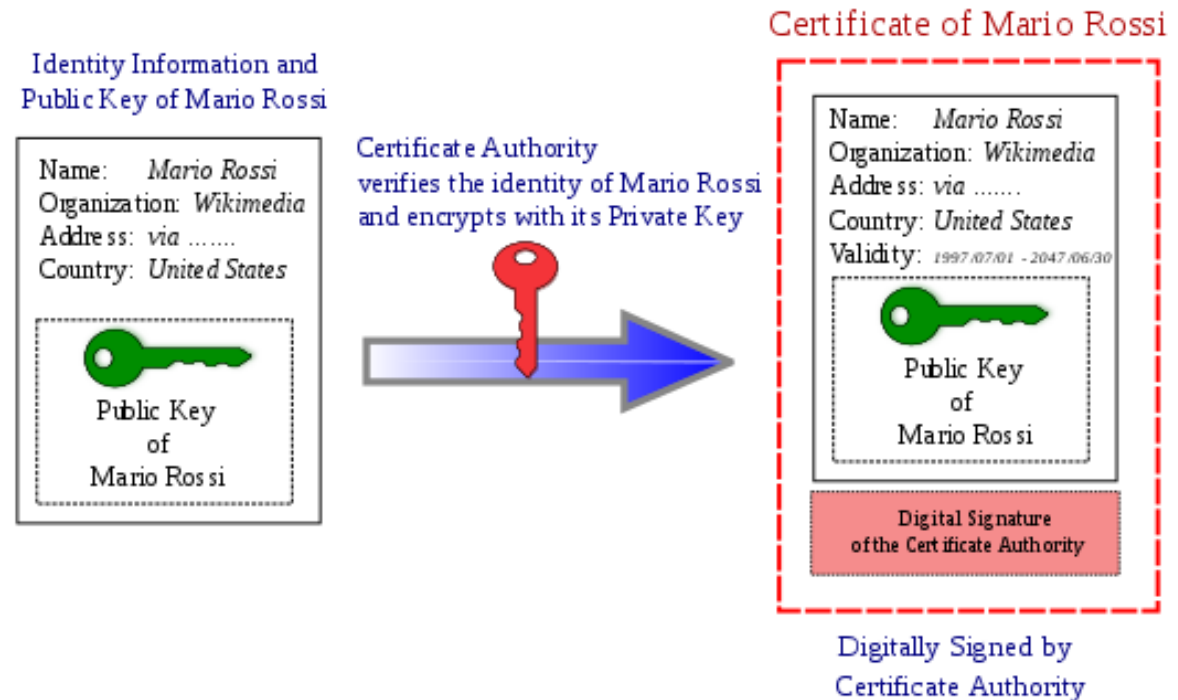 Identity Information and
Public Key of Mario Rossi
Name: Mario Rossi
Organization: Wikimedia
Address: via .......
Country: United States
Public Key
of
Mario Rossi
Certificate Authority
verifies the identity of Mario Rossi
and encrypts with its Private Key
Certificate of Mario Rossi
Name: Mario Rossi
Organization: Wikimedia
Address: via .......
Country: United States
Validity: 1997/07/01 - 2047/06/30
Public Key
of
Mario Rossi
Digital Signature
of the Certificate Authority
Digitally Signed by
Certificate Authority